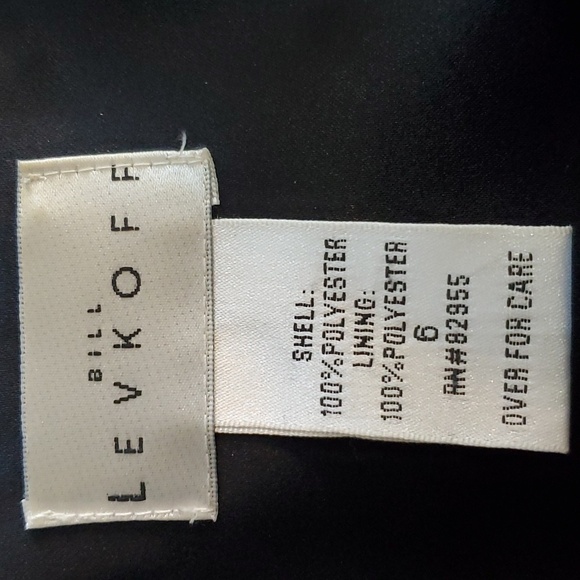 BILL
LEVKOFF
SHELL:
100%POLYESTER
LINING:
100%POLYESTER
6
RN#82955
OVER FOR CARE